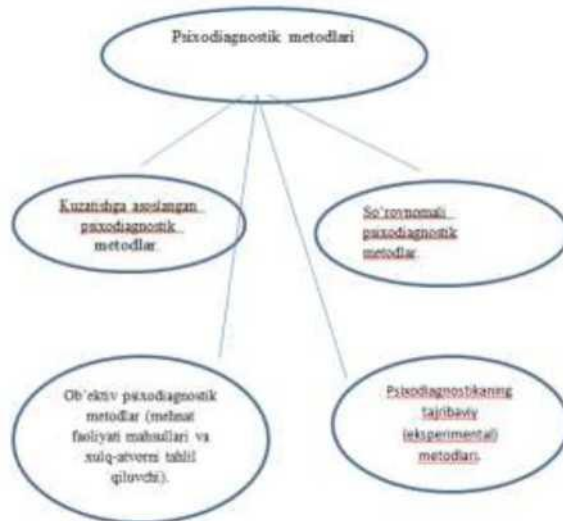 Psixodiagnostik metodlari
Kuzatishga asoslangan
psixodiagnostik
metodlar.
So'rovnomali
psixodiagnostik
metodlar
Ob'ektiv psixodiagnostik
metodlar (mehnat
faoliyati mahsullari va
xulq-atvorni tahlil
qiluvchi).
Psixodiagnostikaning
tajribaviy
(eksperimental)
metodlari.